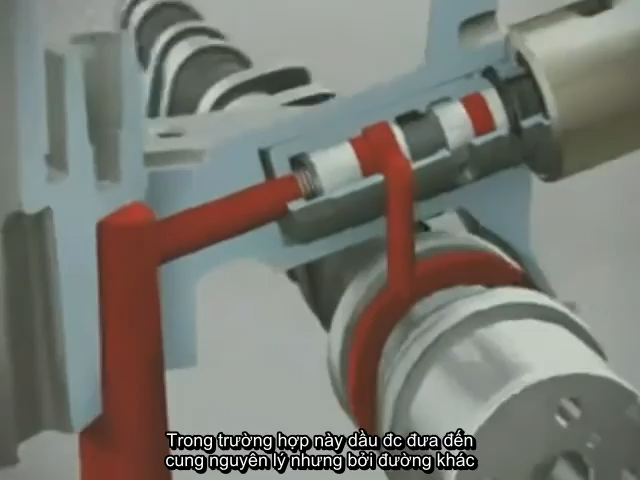 Trong trường hợp này dầu đc đưa đến
cung nguyên lý nhưng bởi đường khác